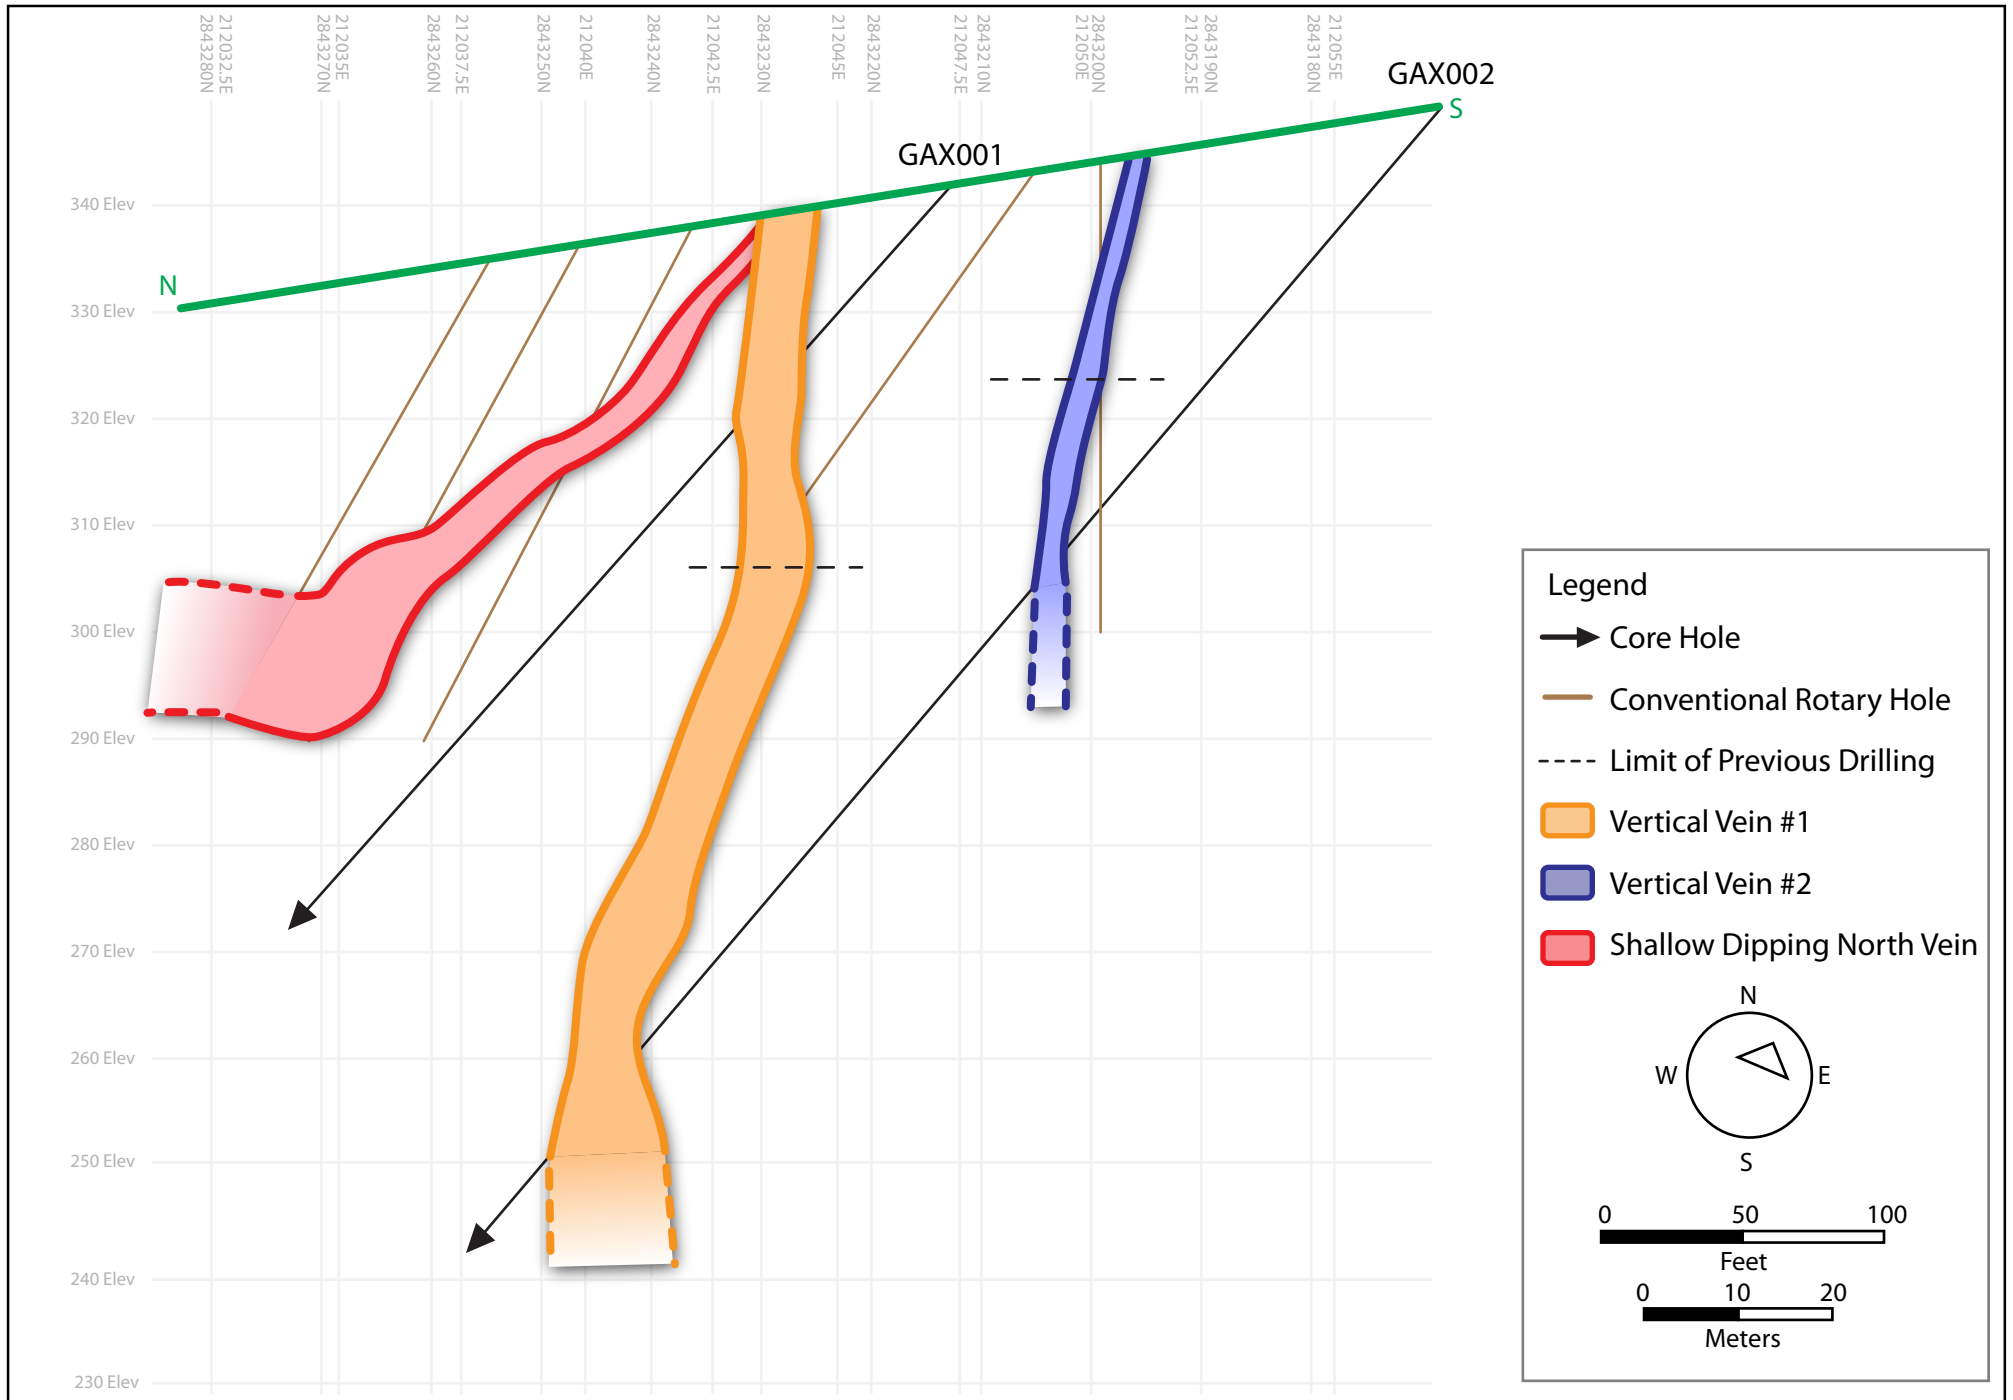 2843280N
212032.5E
2843270N
212035E
2843260N
212037.5E
2843250N
212040E
2843240N
212042.5E
2843230N
212045E
2843220N
212047.5E
2843210N
212050E
2843200N
212052.5E
2843190N
2843180N
212055E
GAX002
S
GAX001
N
340 Elev
330 Elev
320 Elev
310 Elev
300 Elev
290 Elev
280 Elev
270 Elev
260 Elev
250 Elev
240 Elev
230 Elev
Legend
Core Hole
Conventional Rotary Hole
Limit of Previous Drilling
Vertical Vein #1
Vertical Vein #2
Shallow Dipping North Vein
N
W E
S
0 50 100
Feet
0 10 20
Meters